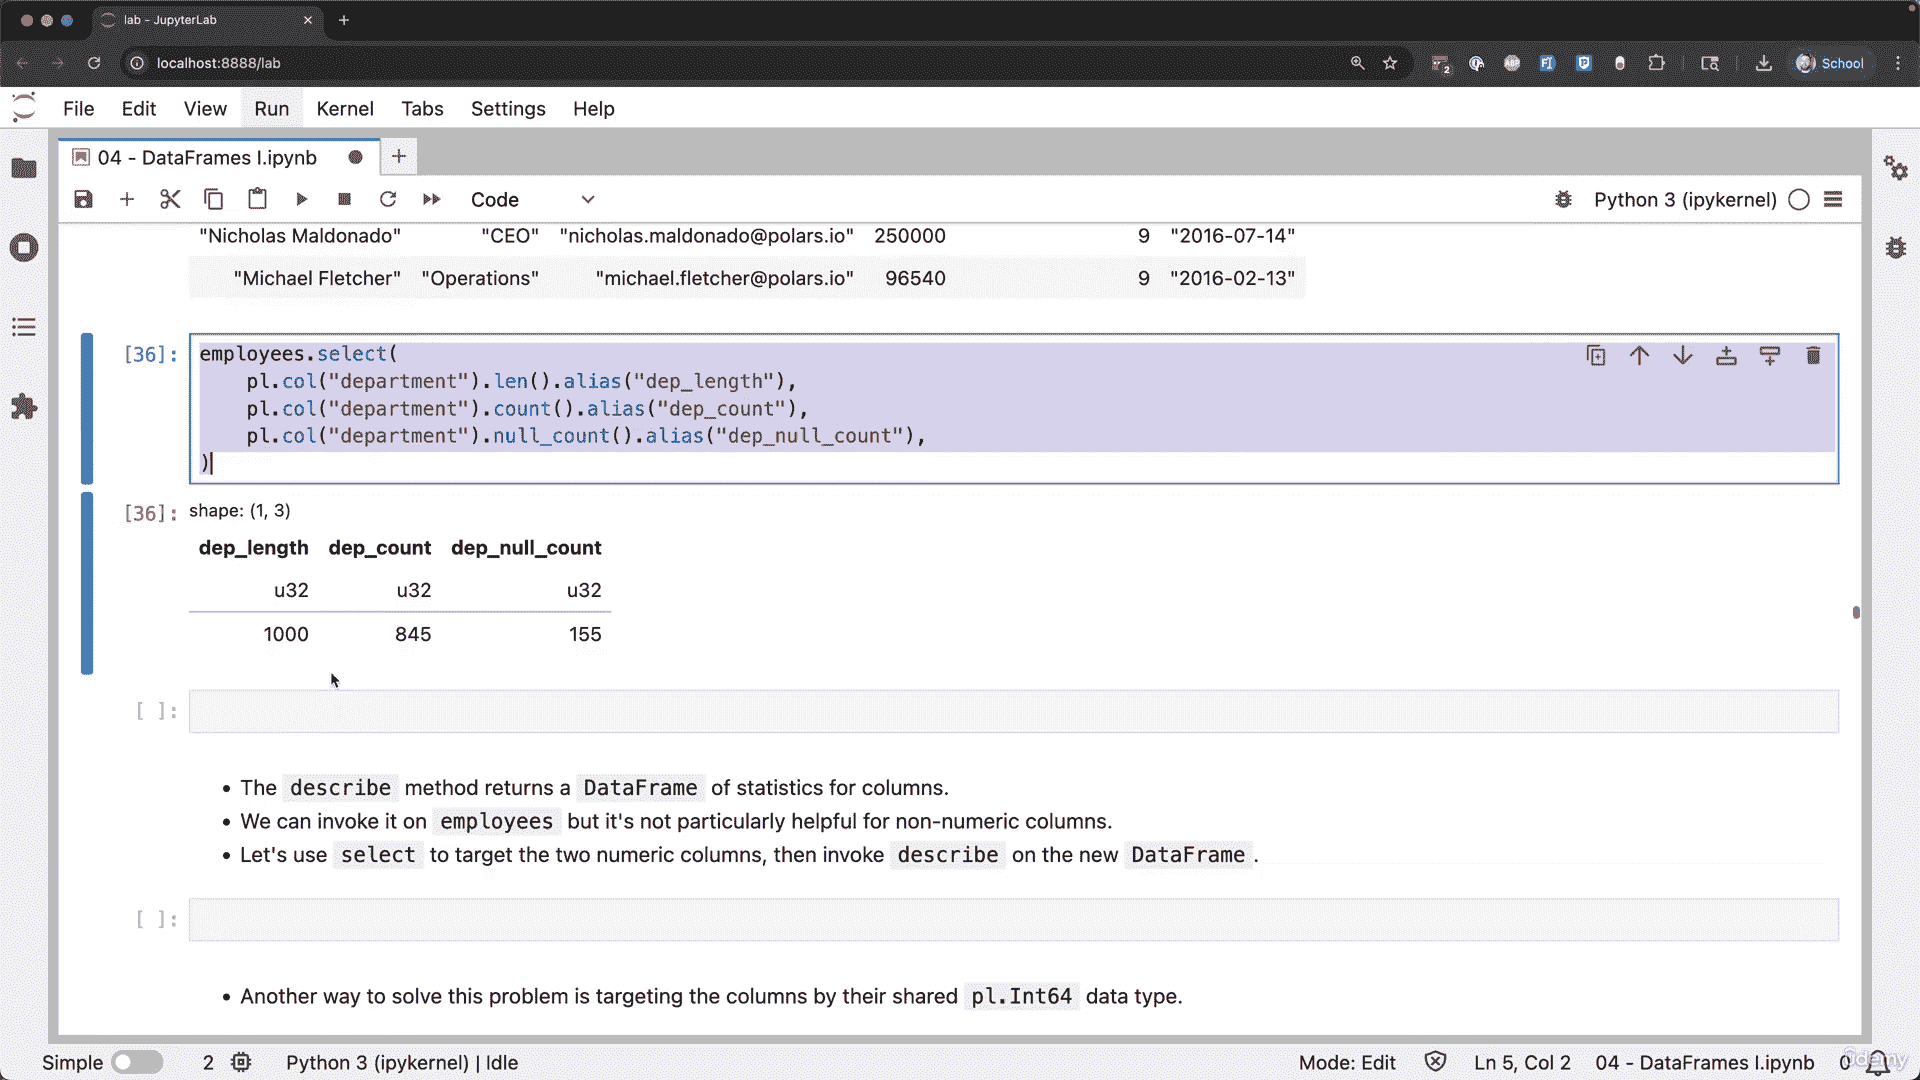 lab - JupyterLab
localhost:8888/lab
2
ABP
School
File Edit View Run Kernel Tabs Settings Help
04 - DataFrames I.ipynb
Code
Python 3 (ipykernel)
"Nicholas Maldonado" "CEO" "nicholas.maldonado@polars.io" 250000 9 "2016-07-14"
"Michael Fletcher" "Operations" "michael.fletcher@polars.io" 96540 9 "2016-02-13"
[36]: employees.select(
pl.col("department").len().alias("dep_length"),
pl.col("department").count().alias("dep_count"),
pl.col("department").null_count().alias("dep_null_count"),
)
[36]: shape: (1, 3)
dep_length dep_count dep_null_count
u32 u32 u32
1000 845 155
[ ]:
• The describe method returns a DataFrame of statistics for columns.
• We can invoke it on employees but it's not particularly helpful for non-numeric columns.
• Let's use select to target the two numeric columns, then invoke describe on the new DataFrame.
[ ]:
• Another way to solve this problem is targeting the columns by their shared pl.Int64 data type.
Simple 2 Python 3 (ipykernel) | Idle Mode: Edit Ln 5, Col 2 04 - DataFrames I.ipynb 0
udemy